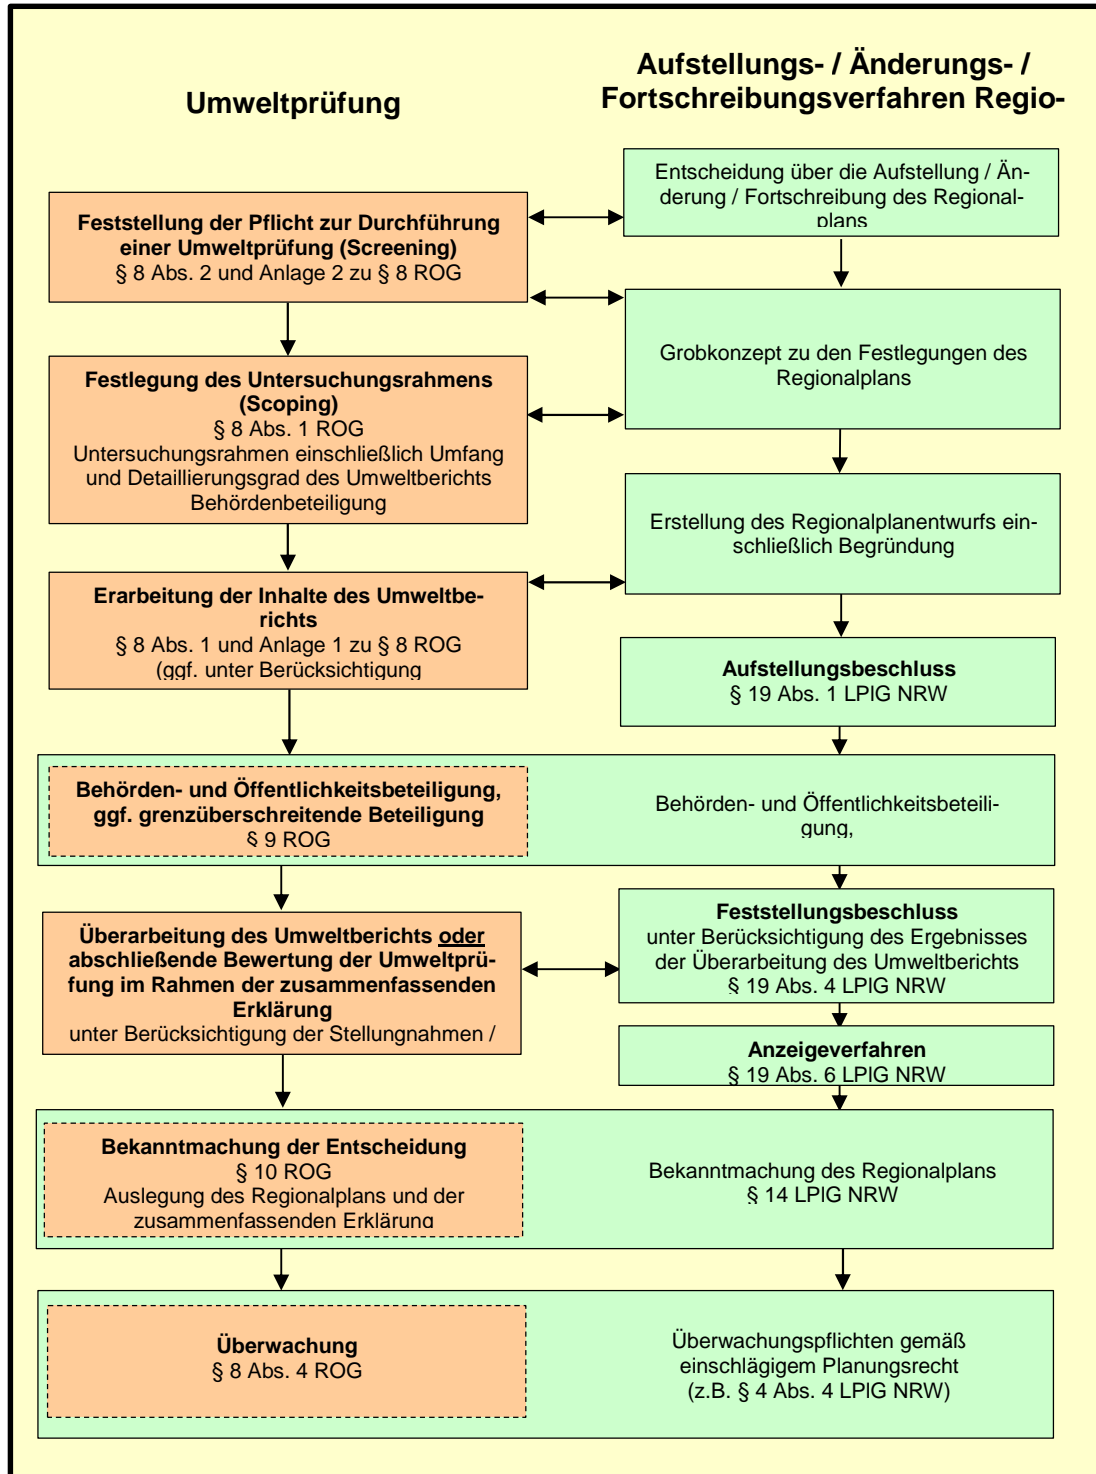 Umweltprüfung
Aufstellungs- / Änderungs- /
Fortschreibungsverfahren Regio-
Entscheidung über die Aufstellung / Än-
derung / Fortschreibung des Regional-
plans
Feststellung der Pflicht zur Durchführung
einer Umweltprüfung (Screening)
§ 8 Abs. 2 und Anlage 2 zu § 8 ROG
Grobkonzept zu den Festlegungen des
Regionalplans
Festlegung des Untersuchungsrahmens
(Scoping)
§ 8 Abs. 1 ROG
Untersuchungsrahmen einschließlich Umfang
und Detaillierungsgrad des Umweltberichts
Behördenbeteiligung
Erstellung des Regionalplanentwurfs ein-
schließlich Begründung
Erarbeitung der Inhalte des Umweltbe-
richts
§ 8 Abs. 1 und Anlage 1 zu § 8 ROG
(ggf. unter Berücksichtigung
Aufstellungsbeschluss
§ 19 Abs. 1 LPlG NRW
Behörden- und Öffentlichkeitsbeteiligung,
ggf. grenzüberschreitende Beteiligung
§ 9 ROG
Behörden- und Öffentlichkeitsbeteili-
gung,
Feststellungsbeschluss
unter Berücksichtigung des Ergebnisses
der Überarbeitung des Umweltberichts
§ 19 Abs. 4 LPlG NRW
Überarbeitung des Umweltberichts oder
abschließende Bewertung der Umweltprü-
fung im Rahmen der zusammenfassenden
Erklärung
unter Berücksichtigung der Stellungnahmen /
Anzeigeverfahren
§ 19 Abs. 6 LPlG NRW
Bekanntmachung der Entscheidung
§ 10 ROG
Auslegung des Regionalplans und der
zusammenfassenden Erklärung
Bekanntmachung des Regionalplans
§ 14 LPlG NRW
Überwachung
§ 8 Abs. 4 ROG
Überwachungspflichten gemäß
einschlägigem Planungsrecht
(z.B. § 4 Abs. 4 LPlG NRW)